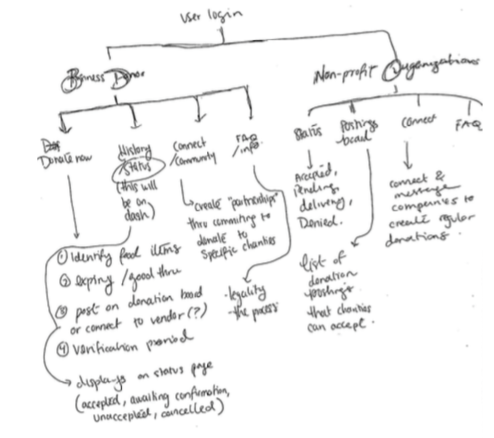 User login
Business Donor
Non-profit Organizations
Donate now
History
/status
(this will
be on
dash)
Connect
/community
FAQ
/info
Status
Postings
board
Connect
FAQ
Accepted,
pending,
delivery,
Denied.
connect &
message
companies to
create regular
donations.
create "partnerships"
thru commiting to
donate to
specific charities
① Identify food items
② expiry /good thru
③ post on donation board
or connect to vendor(?)
④ verification period
- legality
- the process
list of
donation
postings
that charities
can accept.
displays on status page
(accepted, awaiting confirmation,
unaccepted, cancelled)